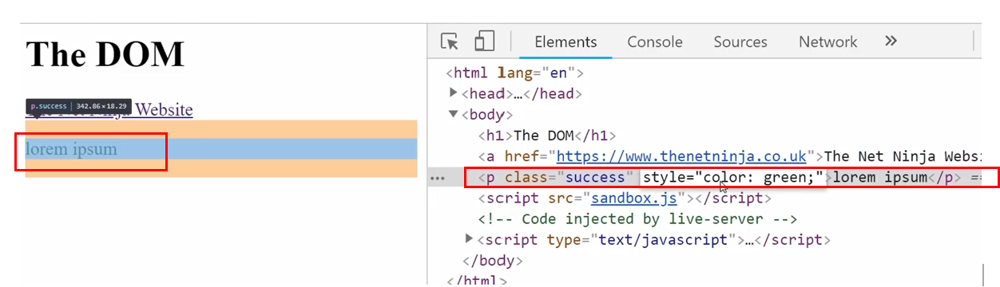 The DOM
p.success | 342.86×18.29
The Net Ninja Website
lorem ipsum
Elements Console Sources Network »
<html lang="en">
▶<head>…</head>
▼<body>
<h1>The DOM</h1>
<a href="https://www.thenetninja.co.uk">The Net Ninja Websi
••• <p class="success" style="color: green;">lorem ipsum</p> ==
<script src="sandbox.js"></script>
<!-- Code injected by live-server -->
▶<script type="text/javascript">…</script>
</body>
</html>